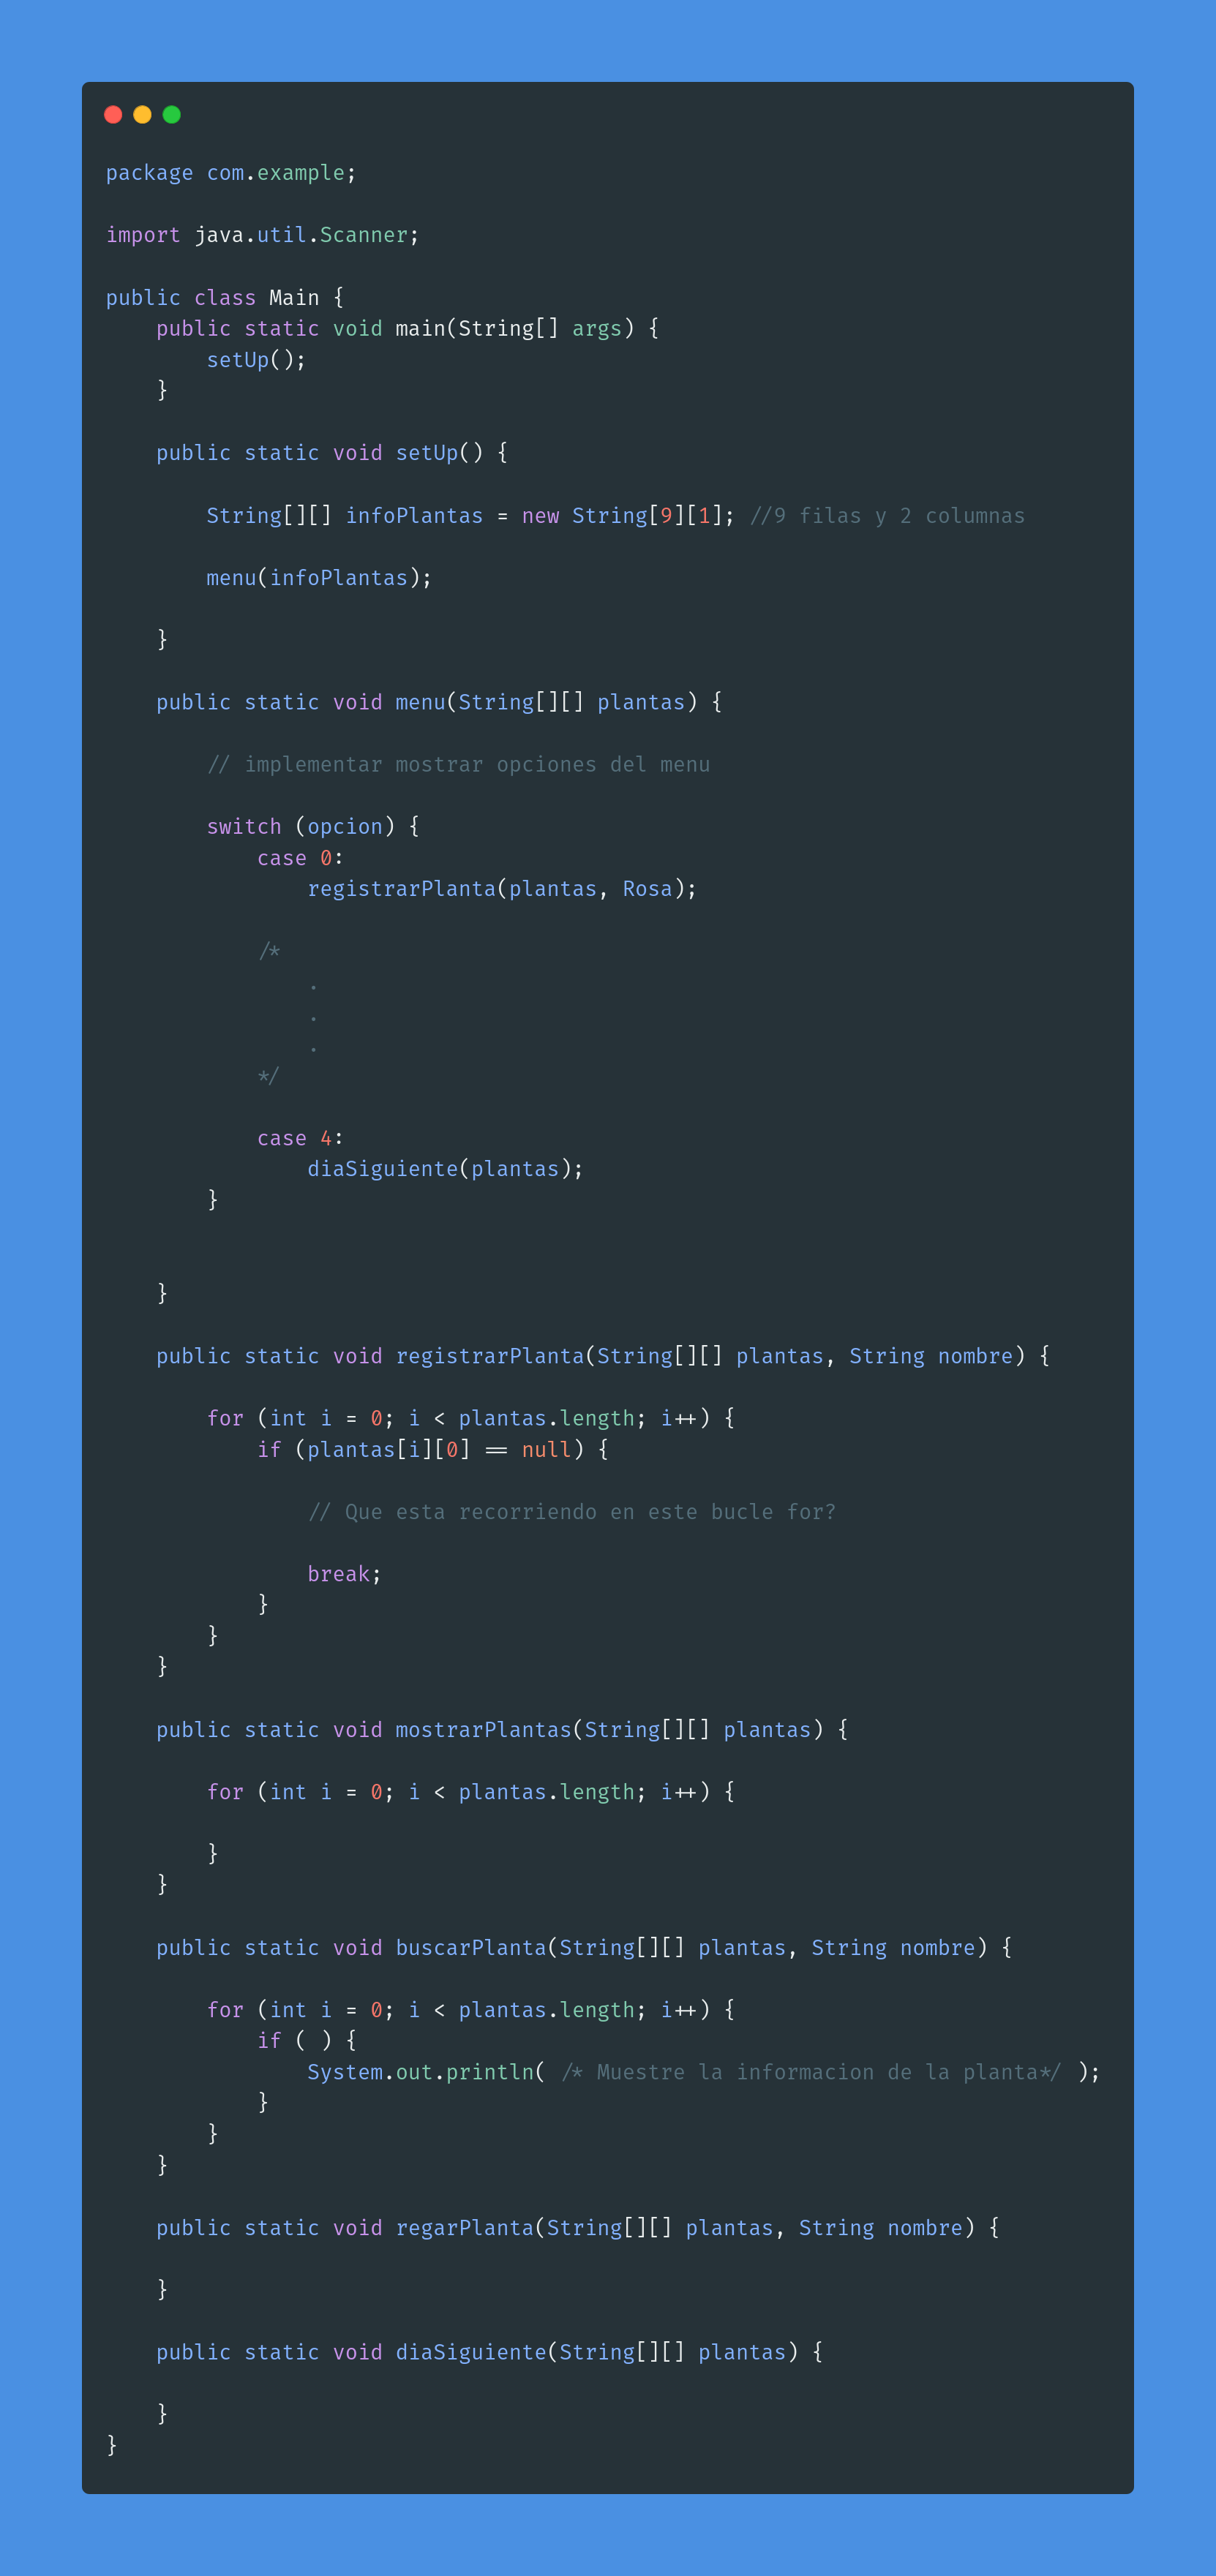 package com.example;
import java.util.Scanner;
public class Main {
    public static void main(String[] args) {
        setUp();
    }
    public static void setUp() {
        String[][] infoPlantas = new String[9][1]; //9 filas y 2 columnas
        menu(infoPlantas);
    }
    public static void menu(String[][] plantas) {
        // implementar mostrar opciones del menu
        switch (opcion) {
            case 0:
                registrarPlanta(plantas, Rosa);
            /*
                .
                .
                .
            */
            case 4:
                diaSiguiente(plantas);
        }
    }
    public static void registrarPlanta(String[][] plantas, String nombre) {
        for (int i = 0; i < plantas.length; i++) {
            if (plantas[i][0] == null) {
                // Que esta recorriendo en este bucle for?
                break;
            }
        }
    }
    public static void mostrarPlantas(String[][] plantas) {
        for (int i = 0; i < plantas.length; i++) {
        }
    }
    public static void buscarPlanta(String[][] plantas, String nombre) {
        for (int i = 0; i < plantas.length; i++) {
            if ( ) {
                System.out.println( /* Muestre la informacion de la planta*/ );
            }
        }
    }
    public static void regarPlanta(String[][] plantas, String nombre) {
    }
    public static void diaSiguiente(String[][] plantas) {
    }
}